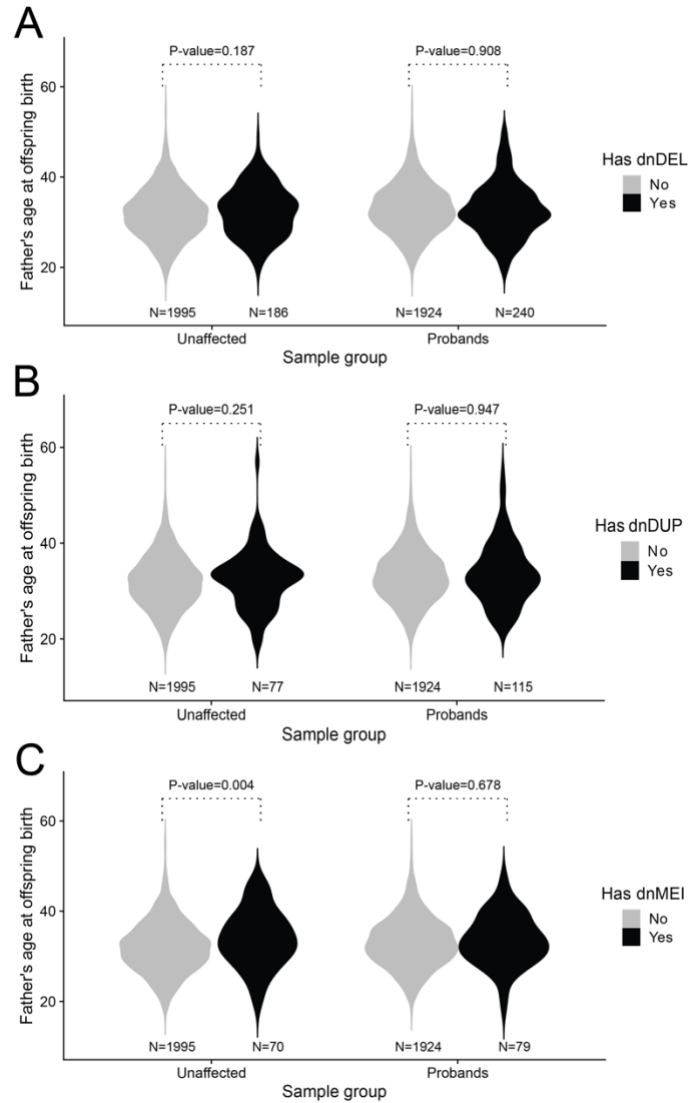 A
P-value=0.187
P-value=0.908
60
40
20
Father's age at offspring birth
Has dnDEL
No
Yes
N=1995
N=186
N=1924
N=240
Unaffected
Probands
Sample group
B
P-value=0.251
P-value=0.947
60
40
20
Father's age at offspring birth
Has dnDUP
No
Yes
N=1995
N=77
N=1924
N=115
Unaffected
Probands
Sample group
C
P-value=0.004
P-value=0.678
60
40
20
Father's age at offspring birth
Has dnMEI
No
Yes
N=1995
N=70
N=1924
N=79
Unaffected
Probands
Sample group